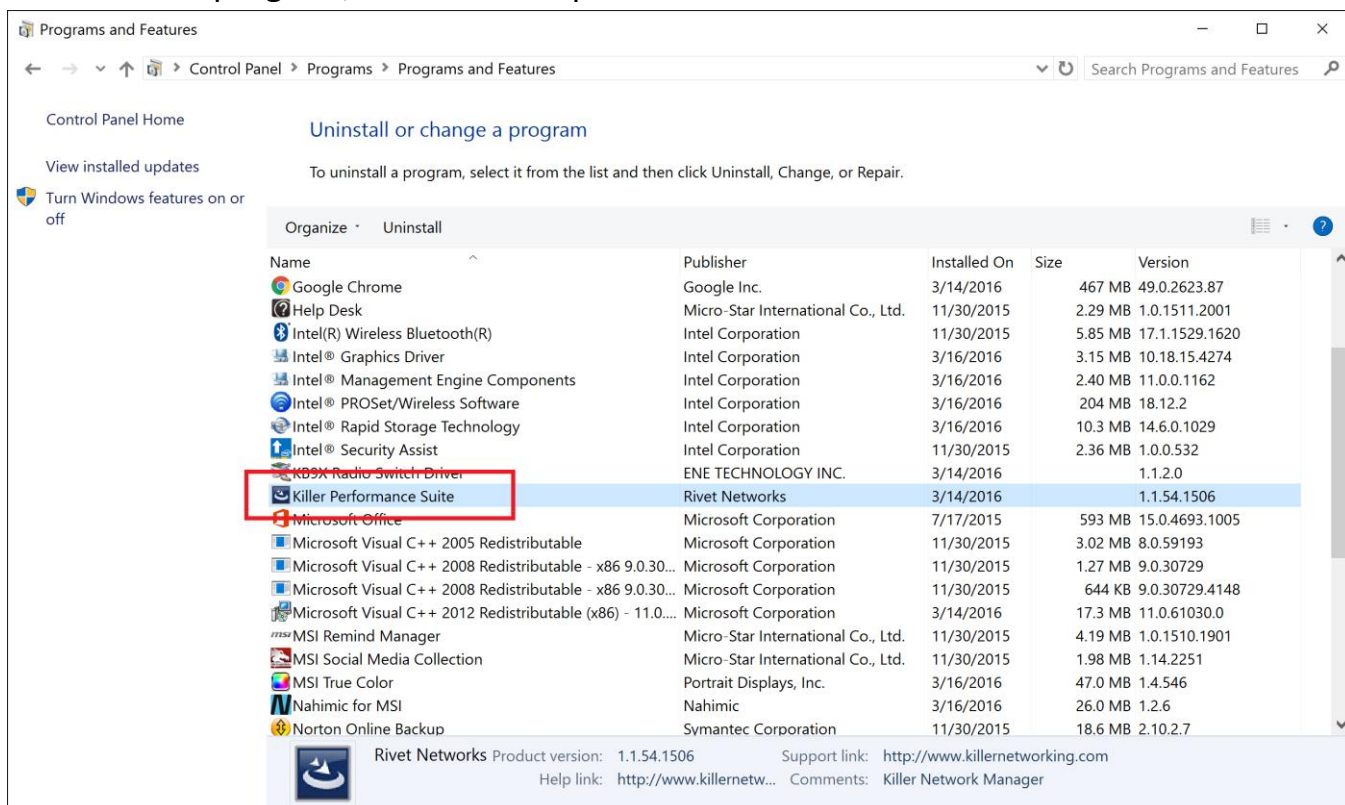 Programs and Features
Control Panel > Programs > Programs and Features Search Programs and Features
Control Panel Home
View installed updates
Turn Windows features on or
off
Uninstall or change a program
To uninstall a program, select it from the list and then click Uninstall, Change, or Repair.
Organize Uninstall
Name Publisher Installed On Size Version
Google Chrome Google Inc. 3/14/2016 467 MB 49.0.2623.87
Help Desk Micro-Star International Co., Ltd. 11/30/2015 2.29 MB 1.0.1511.2001
Intel(R) Wireless Bluetooth(R) Intel Corporation 11/30/2015 5.85 MB 17.1.1529.1620
Intel® Graphics Driver Intel Corporation 3/16/2016 3.15 MB 10.18.15.4274
Intel® Management Engine Components Intel Corporation 3/16/2016 2.40 MB 11.0.0.1162
Intel® PROSet/Wireless Software Intel Corporation 3/16/2016 204 MB 18.12.2
Intel® Rapid Storage Technology Intel Corporation 3/16/2016 10.3 MB 14.6.0.1029
Intel® Security Assist Intel Corporation 11/30/2015 2.36 MB 1.0.0.532
KB9X Radio Switch Driver ENE TECHNOLOGY INC. 3/14/2016 1.1.2.0
Killer Performance Suite Rivet Networks 3/14/2016 1.1.54.1506
Microsoft Office Microsoft Corporation 7/17/2015 593 MB 15.0.4693.1005
Microsoft Visual C++ 2005 Redistributable Microsoft Corporation 11/30/2015 3.02 MB 8.0.59193
Microsoft Visual C++ 2008 Redistributable - x86 9.0.30... Microsoft Corporation 11/30/2015 1.27 MB 9.0.30729
Microsoft Visual C++ 2008 Redistributable - x86 9.0.30... Microsoft Corporation 11/30/2015 644 KB 9.0.30729.4148
Microsoft Visual C++ 2012 Redistributable (x86) - 11.0.... Microsoft Corporation 3/14/2016 17.3 MB 11.0.61030.0
msi MSI Remind Manager Micro-Star International Co., Ltd. 11/30/2015 4.19 MB 1.0.1510.1901
MSI Social Media Collection Micro-Star International Co., Ltd. 11/30/2015 1.98 MB 1.14.2251
MSI True Color Portrait Displays, Inc. 3/16/2016 47.0 MB 1.4.546
Nahimic for MSI Nahimic 3/16/2016 26.0 MB 1.2.6
Norton Online Backup Symantec Corporation 11/30/2015 18.6 MB 2.10.2.7
Rivet Networks Product version: 1.1.54.1506 Support link: http://www.killernetworking.com
Help link: http://www.killernetw... Comments: Killer Network Manager